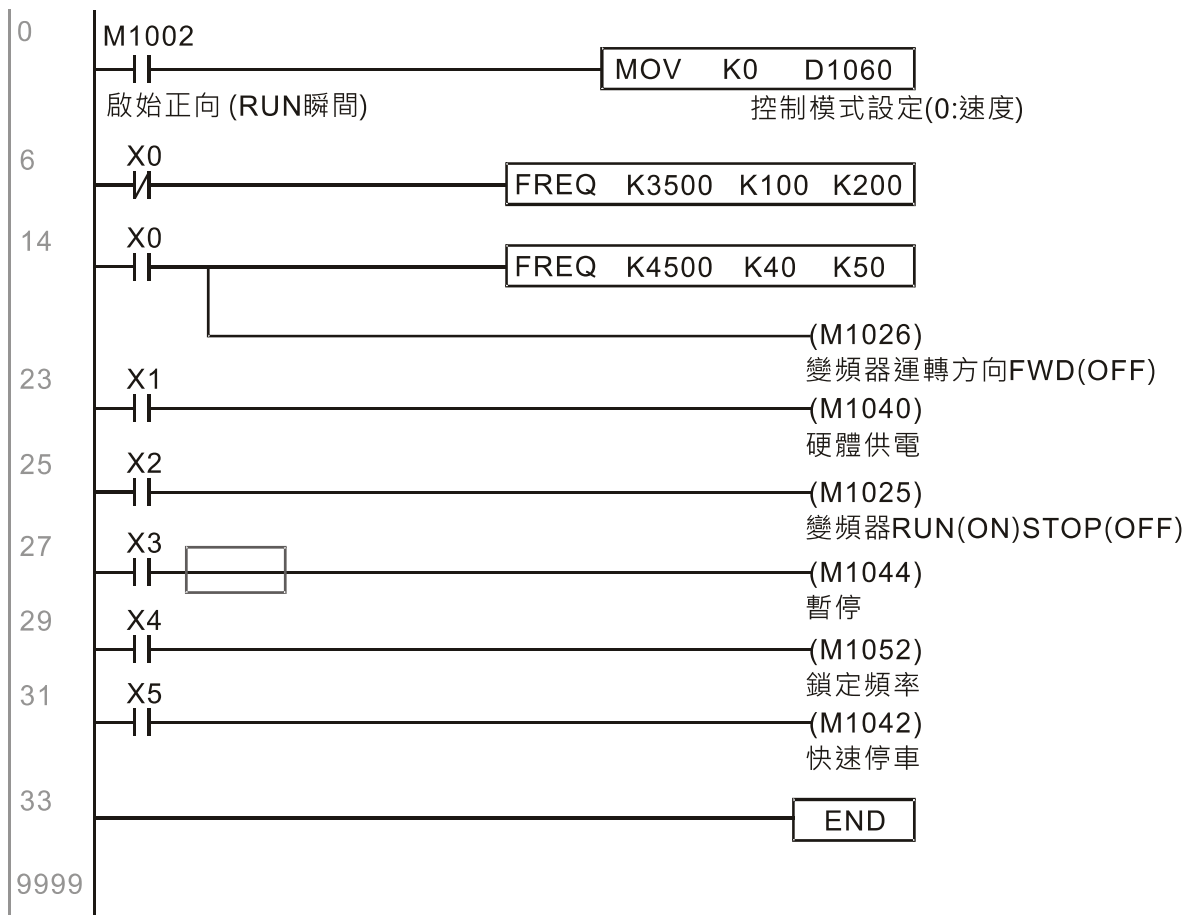 0
M1002
MOV K0 D1060
啟始正向 (RUN瞬間)
控制模式設定(0:速度)
6
X0
FREQ K3500 K100 K200
14
X0
FREQ K4500 K40 K50
(M1026)
變頻器運轉方向FWD(OFF)
23
X1
(M1040)
硬體供電
25
X2
(M1025)
變頻器RUN(ON)STOP(OFF)
27
X3
(M1044)
暫停
29
X4
(M1052)
鎖定頻率
31
X5
(M1042)
快速停車
33
END
9999